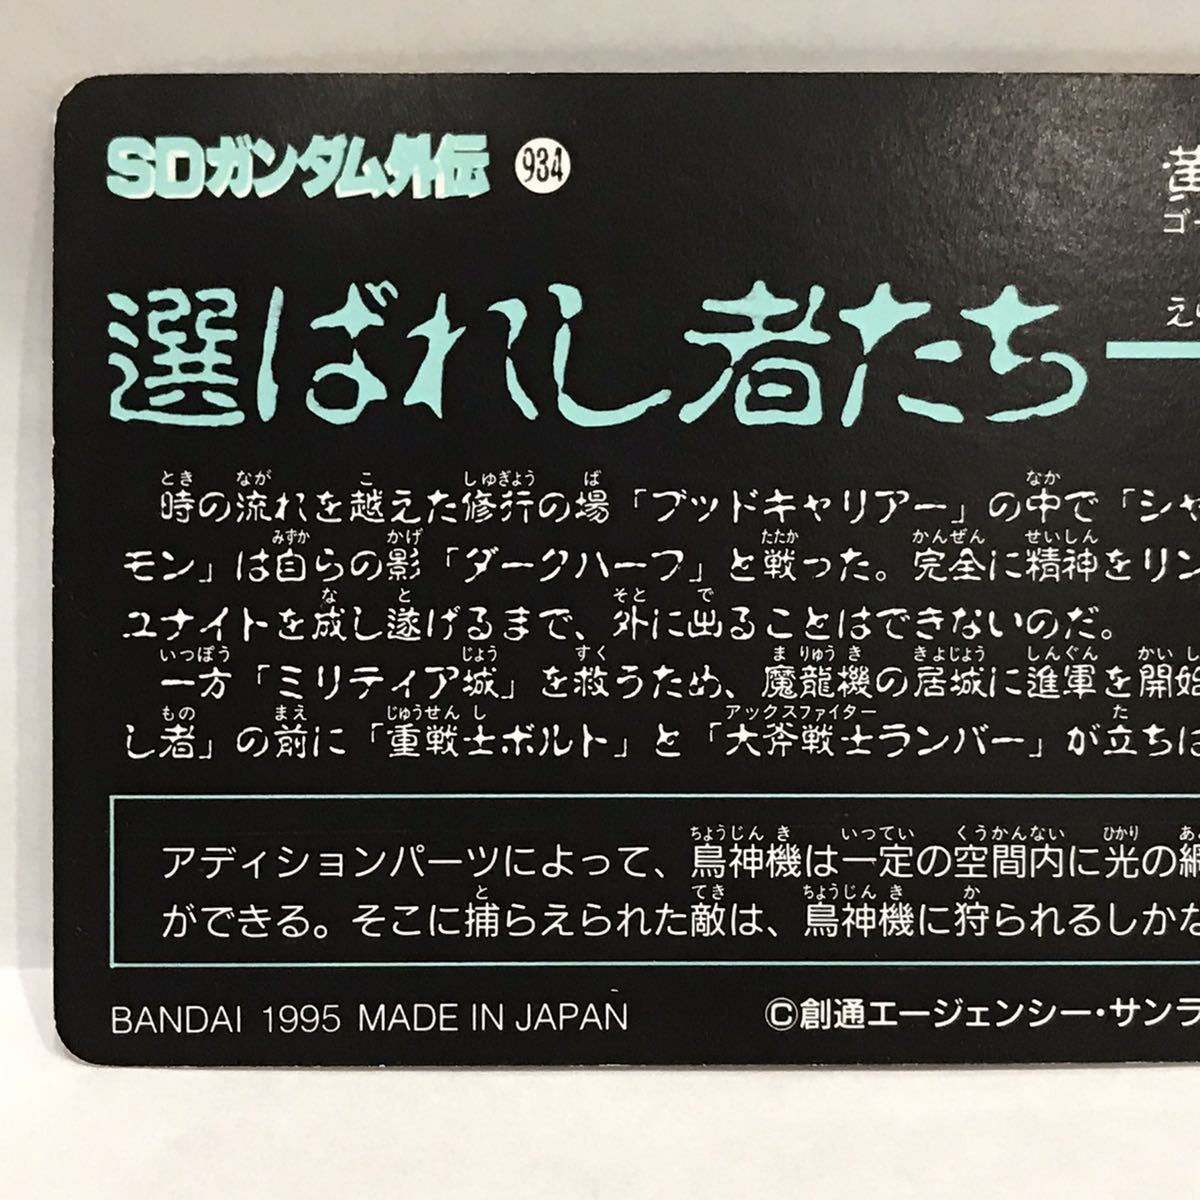 SDガンダム外伝 934
選ばれし者たち
時の流れを越えた修行の場「ブッドキャリアー」の中で「シャ
モン」は自らの影「ダークハーフ」と戦った。完全に精神をリン
ユナイトを成し遂げるまで、外に出ることはできないのだ。
一方「ミリティア城」を救うため、魔龍機の居城に進軍を開始
し者」の前に「重戦士ボルト」と「大斧戦士ランバー」が立ちは
アディションパーツによって、鳥神機は一定の空間内に光の網
ができる。そこに捕らえられた敵は、鳥神機に狩られるしかな
BANDAI 1995 MADE IN JAPAN ©創通エージェンシー・サンラ